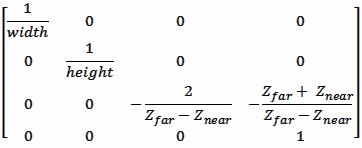 1/width 0 0 0
0 1/height 0 0
0 0 -2/(Z_far - Z_near) -(Z_far + Z_near)/(Z_far - Z_near)
0 0 0 1